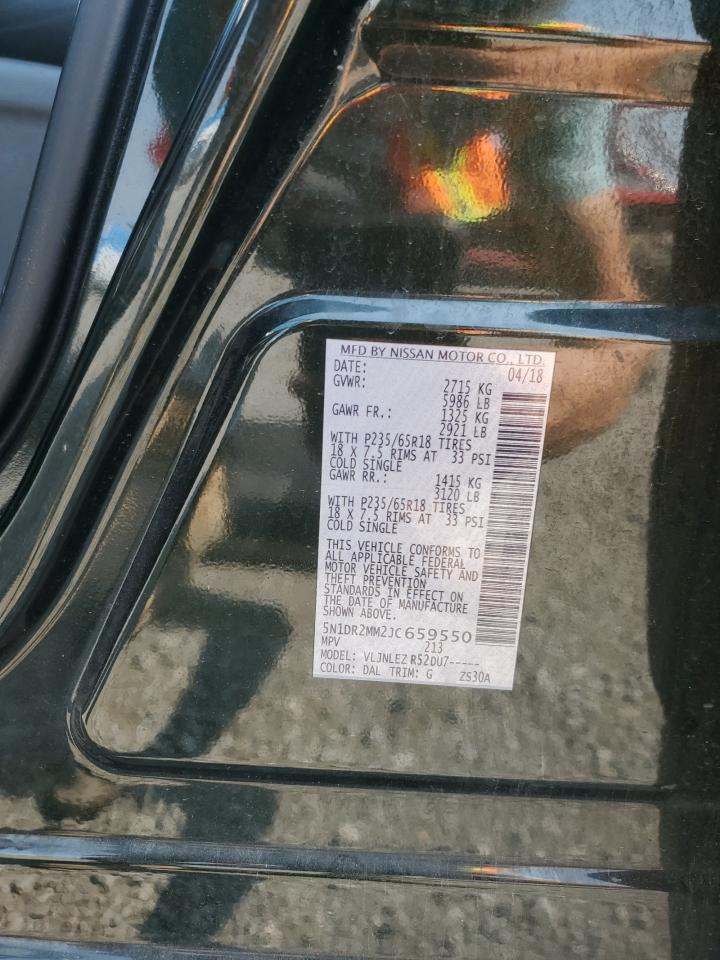 MFD BY NISSAN MOTOR CO., LTD.
DATE: 04/18
GVWR: 2715 KG
5986 LB
GAWR FR.: 1325 KG
2921 LB
WITH P235/65R18 TIRES
18 X 7.5 RIMS AT 33 PSI
COLD SINGLE
GAWR RR.: 1415 KG
3120 LB
WITH P235/65R18 TIRES
18 X 7.5 RIMS AT 33 PSI
COLD SINGLE
THIS VEHICLE CONFORMS TO
ALL APPLICABLE FEDERAL
MOTOR VEHICLE SAFETY AND
THEFT PREVENTION
STANDARDS IN EFFECT ON
THE DATE OF MANUFACTURE
SHOWN ABOVE.
5N1DR2MM2JC659550
MPV 213
MODEL: VLJNLEZ R52DU7-----
COLOR: DAL TRIM: G ZS30A